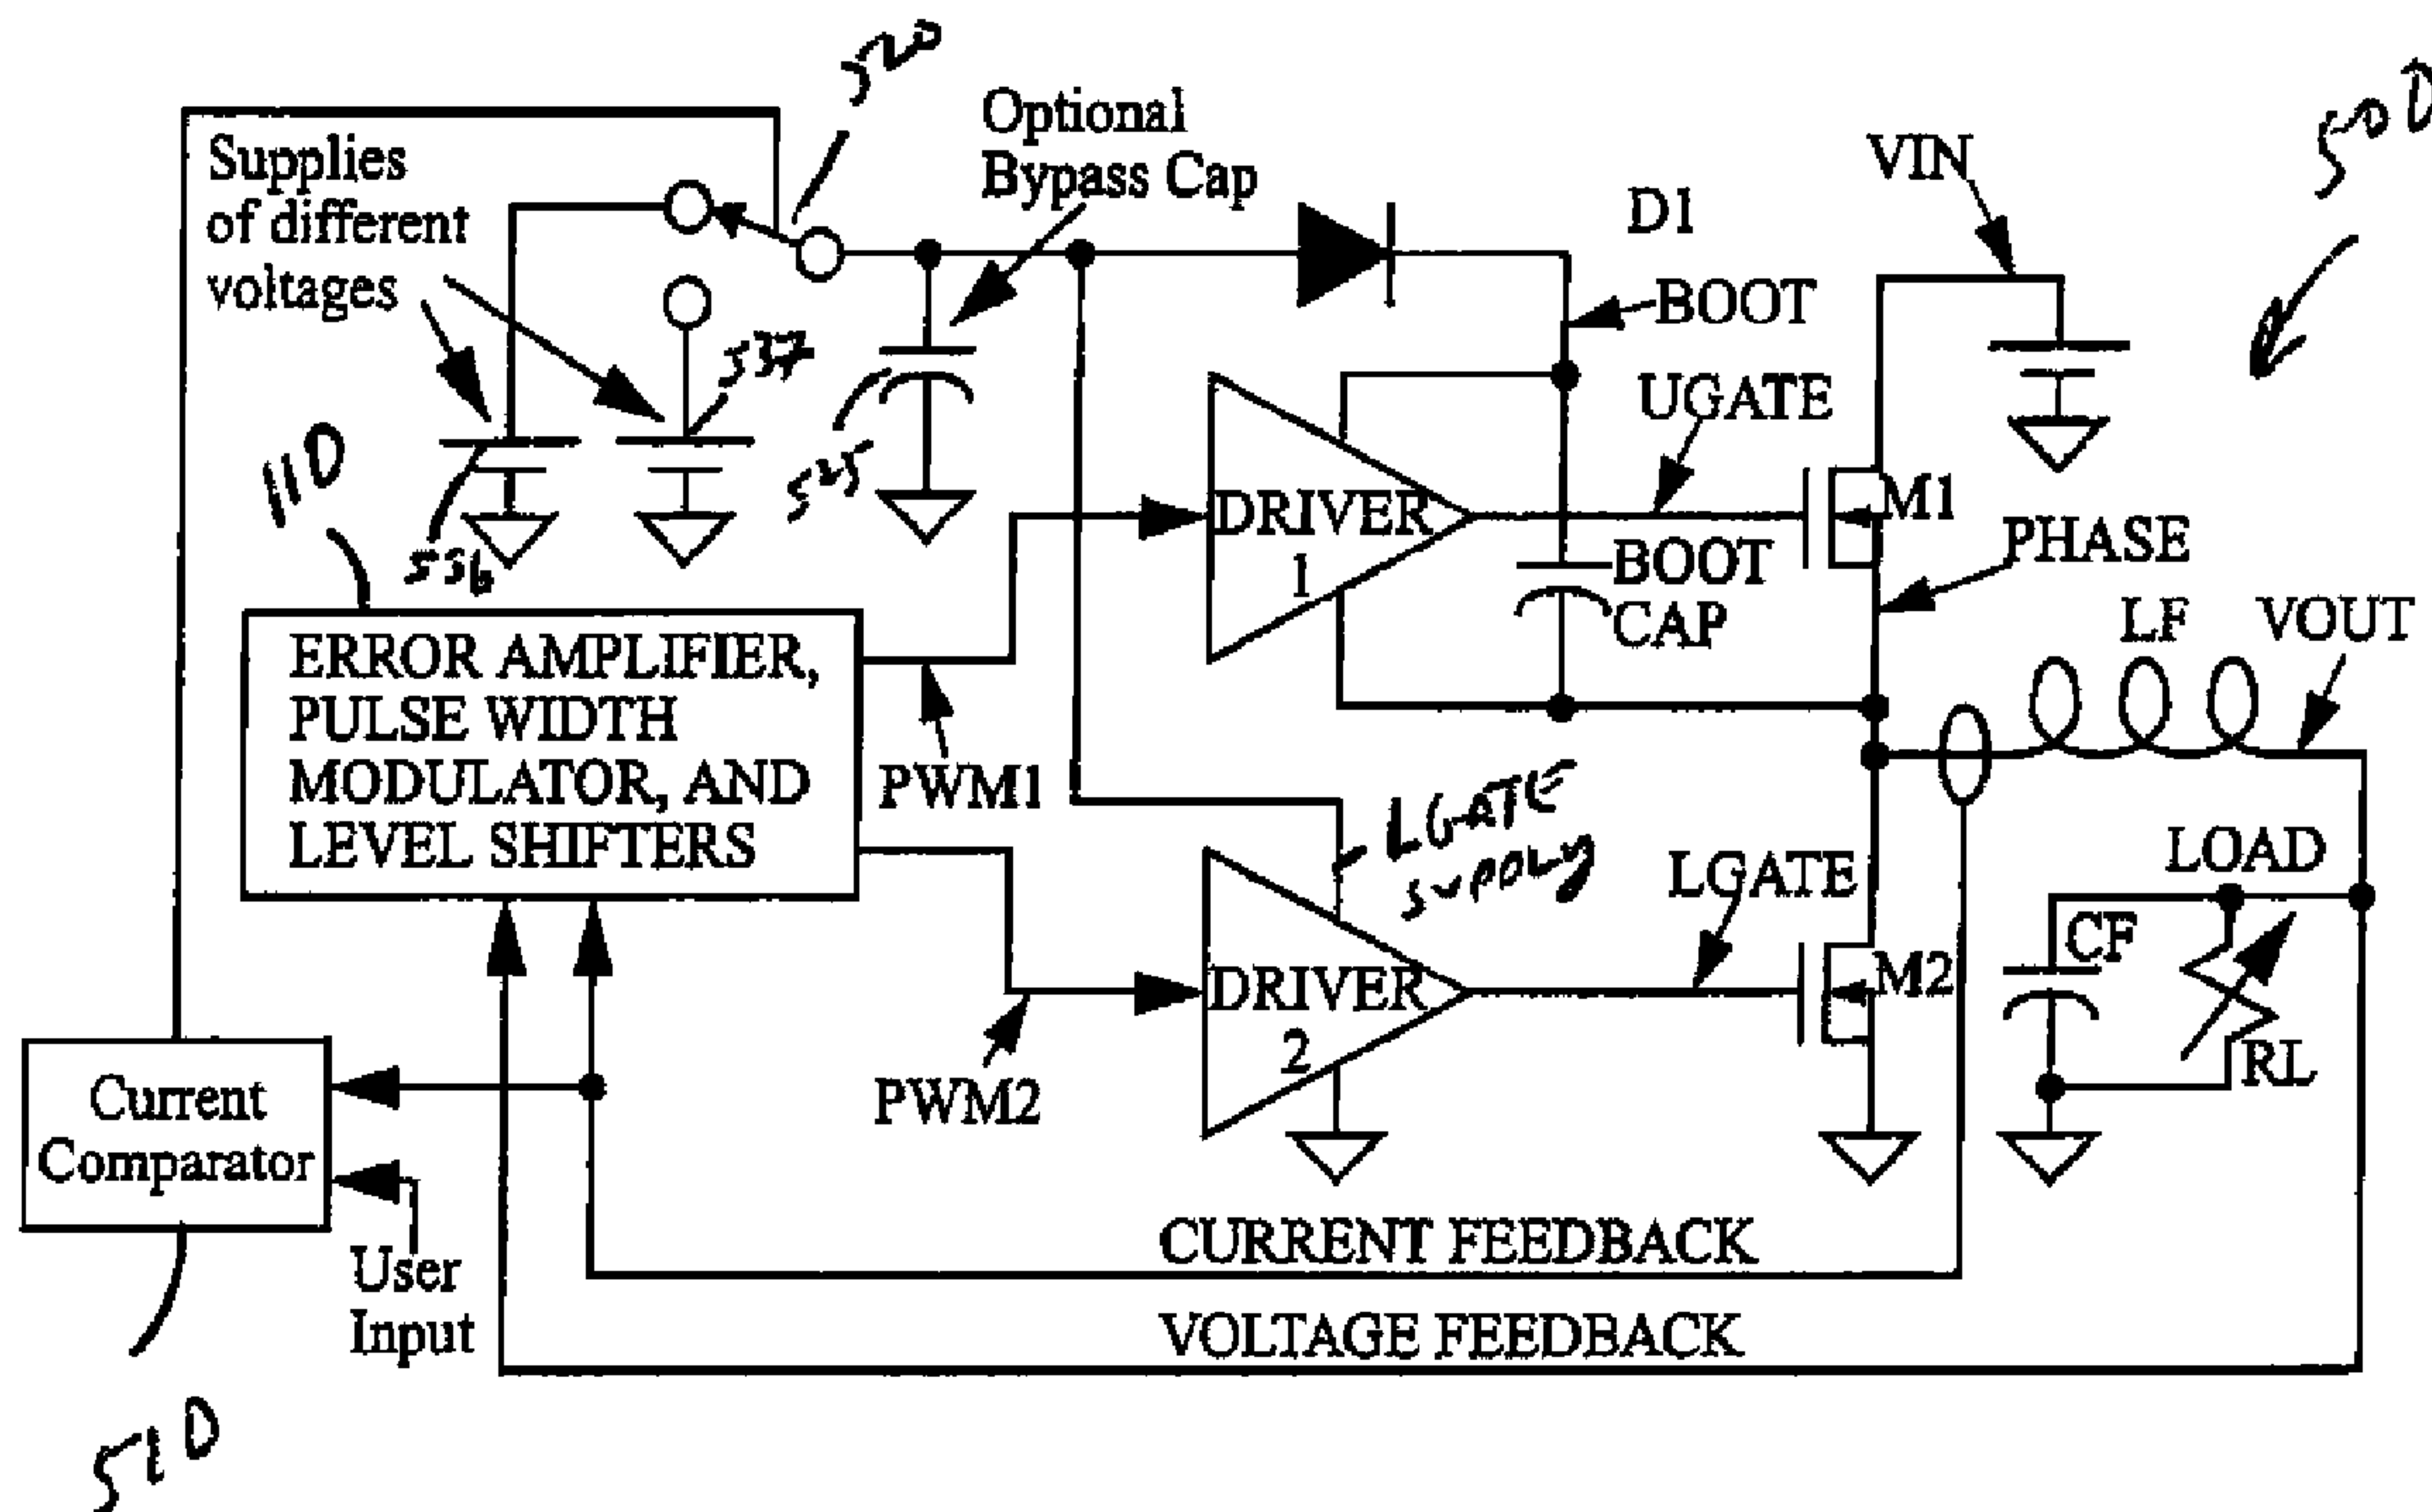 520
500
Optional
Bypass Cap
Supplies
of different
voltages
VIN
D1
BOOT
537
UGATE
110
525
536
DRIVER
1
M1
BOOT
CAP
PHASE
LF
VOUT
ERROR AMPLIFIER,
PULSE WIDTH
MODULATOR, AND
LEVEL SHIFTERS
PWM1
LGATE
SUPPLY
LGATE
LOAD
CF
DRIVER
2
M2
RL
PWM2
Current
Comparator
User
Input
CURRENT FEEDBACK
VOLTAGE FEEDBACK
510